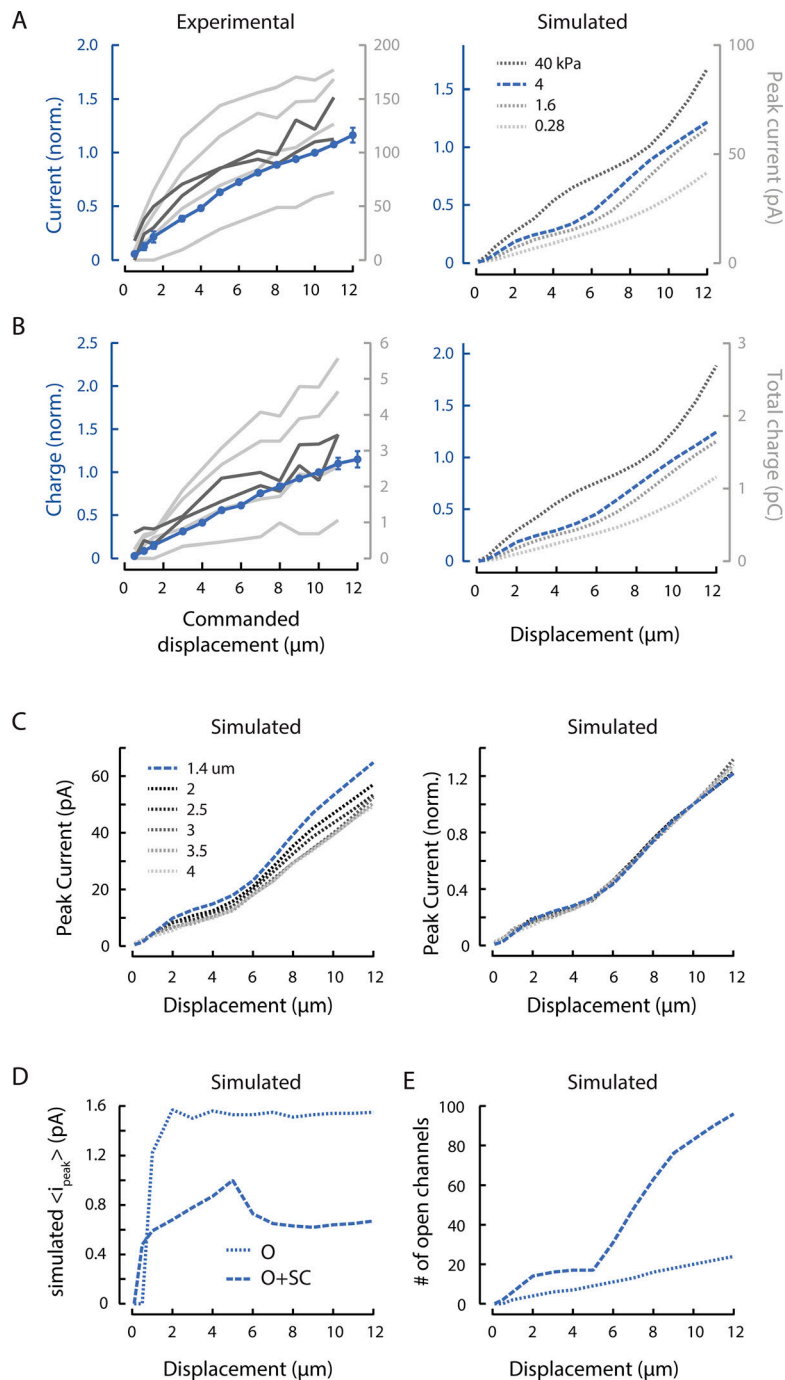 A
Experimental
Simulated
2.0
1.5
1.0
0.5
0
Current (norm.)
200
150
100
50
0
0 2 4 6 8 10 12
1.5
1.0
0.5
0
40 kPa
4
1.6
0.28
100
50
0
Peak current (pA)
0 2 4 6 8 10 12
B
2.5
2.0
1.5
1.0
0.5
0
Charge (norm.)
6
5
4
3
2
1
0
0 2 4 6 8 10 12
Commanded
displacement (μm)
2.0
1.5
1.0
0.5
0
3
2
1
0
Total charge (pC)
0 2 4 6 8 10 12
Displacement (μm)
C
Simulated
60
40
20
0
Peak Current (pA)
1.4 um
2
2.5
3
3.5
4
0 2 4 6 8 10 12
Displacement (μm)
Simulated
1.2
0.8
0.4
0
Peak Current (norm.)
0 2 4 6 8 10 12
Displacement (μm)
D
Simulated
1.6
1.2
0.8
0.4
0
simulated <i peak> (pA)
O
O+SC
0 2 4 6 8 10 12
Displacement (μm)
E
Simulated
100
80
60
40
20
0
# of open channels
0 2 4 6 8 10 12
Displacement (μm)